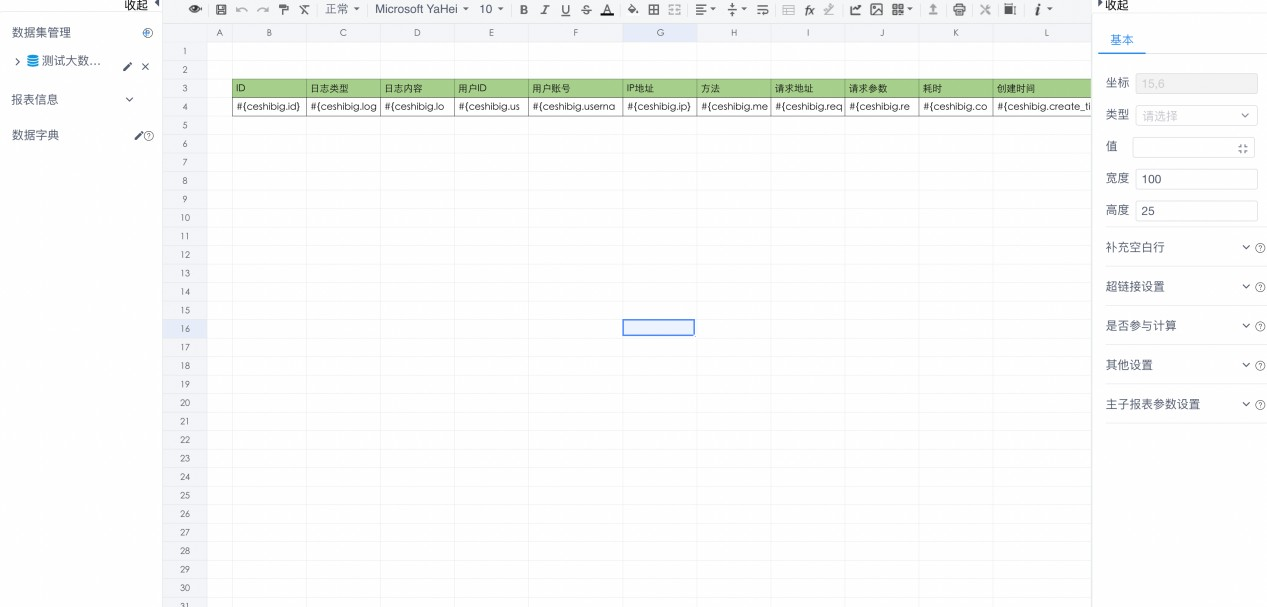 收起
数据集管理
测试大数...
报表信息
数据字典
正常 Microsoft YaHei 10 B I U S A fx i
A B C D E F G H I J K L
1
2
3 ID 日志类型 日志内容 用户ID 用户账号 IP地址 方法 请求地址 请求参数 耗时 创建时间
4 #{ceshibig.id} #{ceshibig.log #{ceshibig.lo #{ceshibig.us #{ceshibig.userna #{ceshibig.ip} #{ceshibig.me #{ceshibig.req #{ceshibig.re #{ceshibig.co #{ceshibig.create_ti
5
6
7
8
9
10
11
12
13
14
15
16
17
18
19
20
21
22
23
24
25
26
27
28
29
30
31
收起
基本
坐标 15,6
类型 请选择
值
宽度 100
高度 25
补充空白行
超链接设置
是否参与计算
其他设置
主子报表参数设置